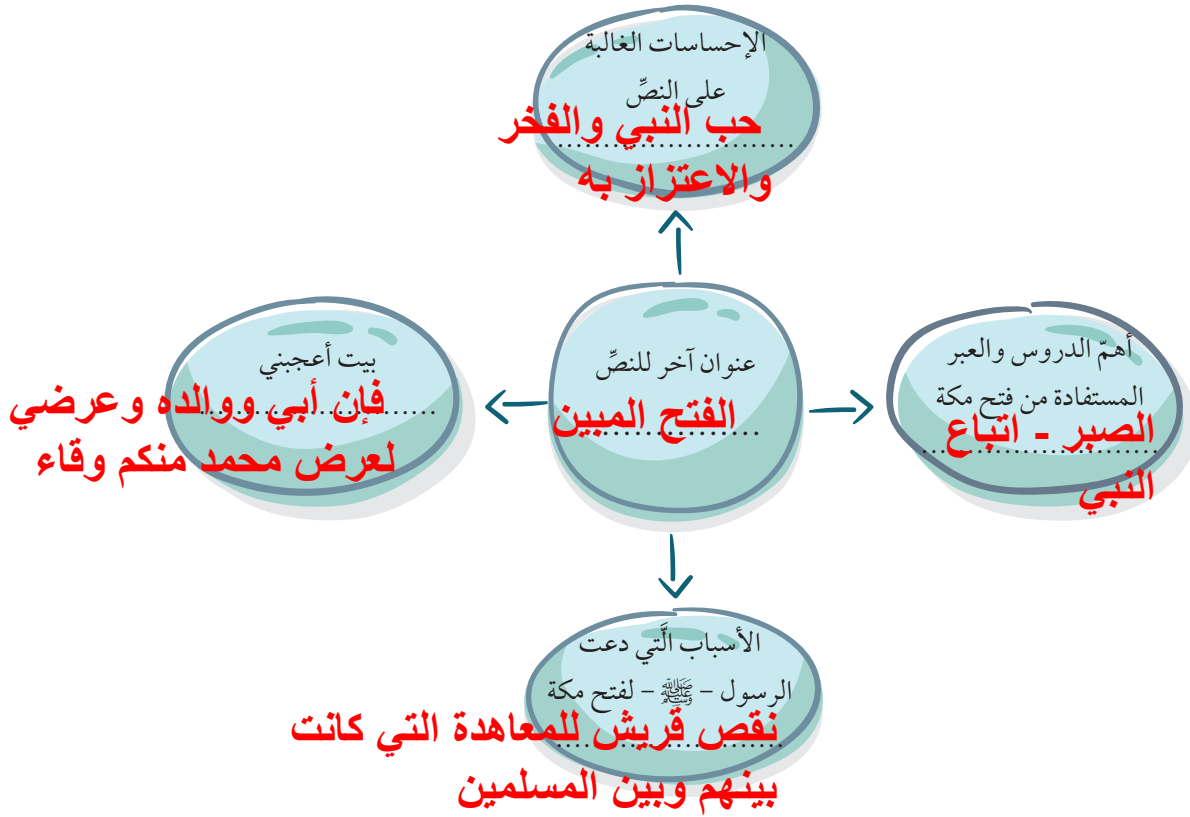 الإحساسات الغالبة
على النصِّ
حب النبي والفخر
والاعتزاز به
أهمّ الدروس والعبر
المستفادة من فتح مكة
الصبر - اتباع
النبي
عنوان آخر للنصِّ
الفتح المبين
بيت أعجبني
فإن أبي ووالده وعرضي
لعرض محمد منكم وقاء
الأسباب الَّتي دعت
الرسول - ﷺ - لفتح مكة
نقص قريش للمعاهدة التي كانت
بينهم وبين المسلمين